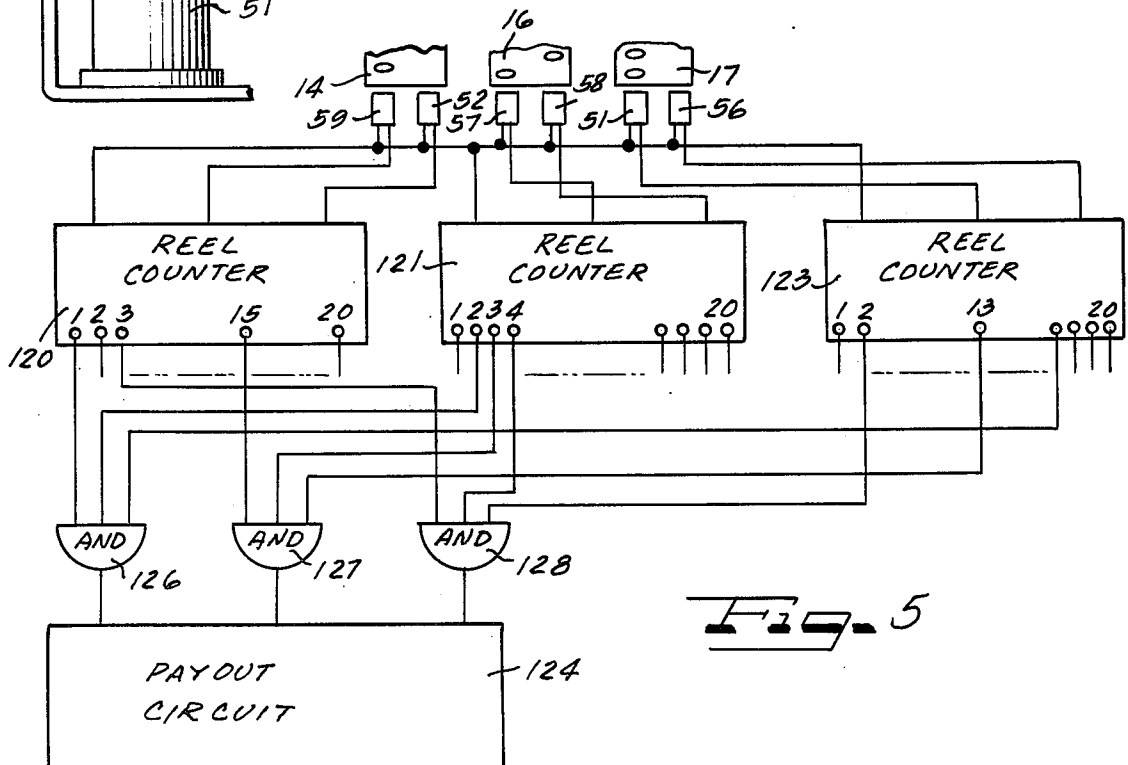 51
16
14
17
59
52
57
58
51
56
REEL
COUNTER
120
1 2 3 15 20
121
REEL
COUNTER
1 2 3 4 20
123
REEL
COUNTER
1 2 13 20
AND
126
AND
127
AND
128
PAYOUT
CIRCUIT
124
Fig. 5